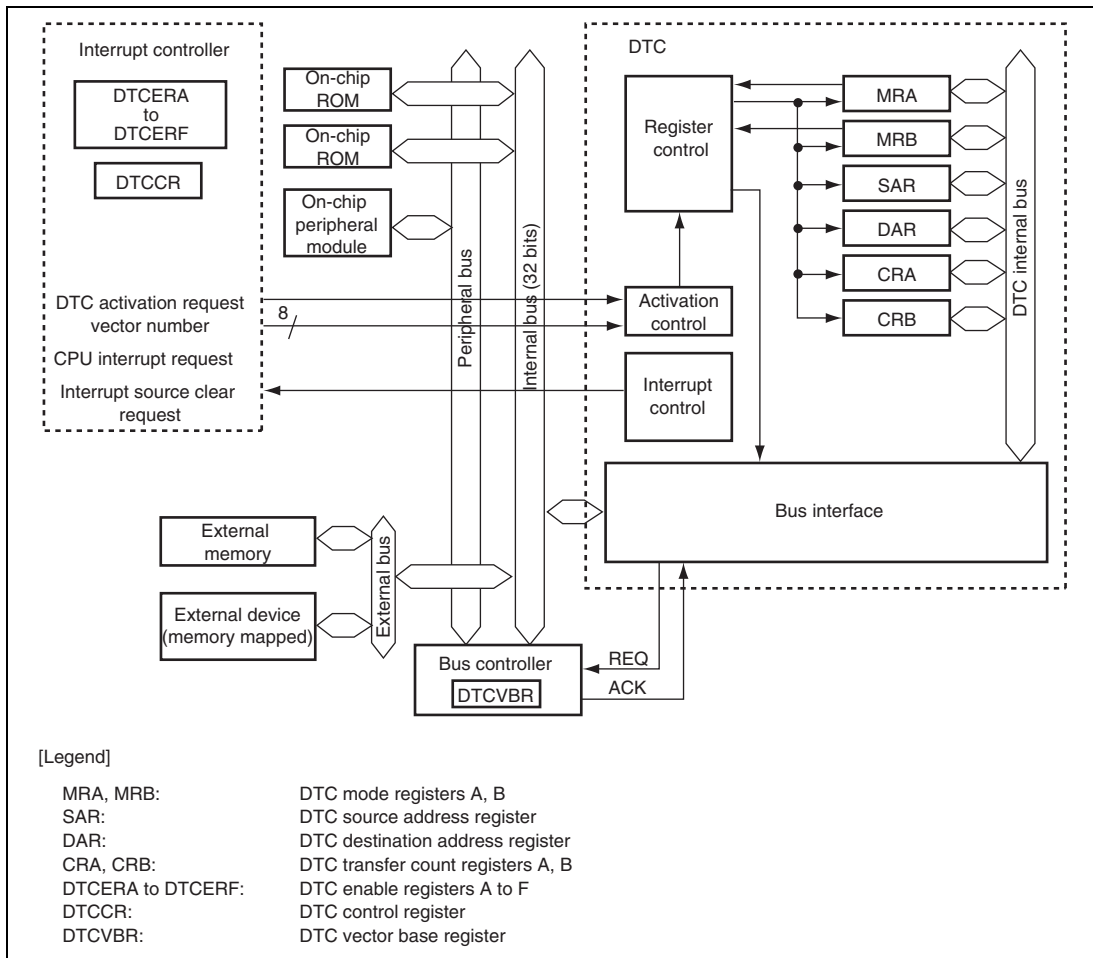 Interrupt controller
DTCERA
to
DTCERF
DTCCR
DTC activation request
vector number
8
CPU interrupt request
Interrupt source clear
request
On-chip
ROM
On-chip
ROM
On-chip
peripheral
module
Peripheral bus
Internal bus (32 bits)
External
memory
External device
(memory mapped)
External bus
Bus controller
DTCVBR
REQ
ACK
DTC
Register
control
Activation
control
Interrupt
control
MRA
MRB
SAR
DAR
CRA
CRB
DTC internal bus
Bus interface
[Legend]
MRA, MRB: DTC mode registers A, B
SAR: DTC source address register
DAR: DTC destination address register
CRA, CRB: DTC transfer count registers A, B
DTCERA to DTCERF: DTC enable registers A to F
DTCCR: DTC control register
DTCVBR: DTC vector base register